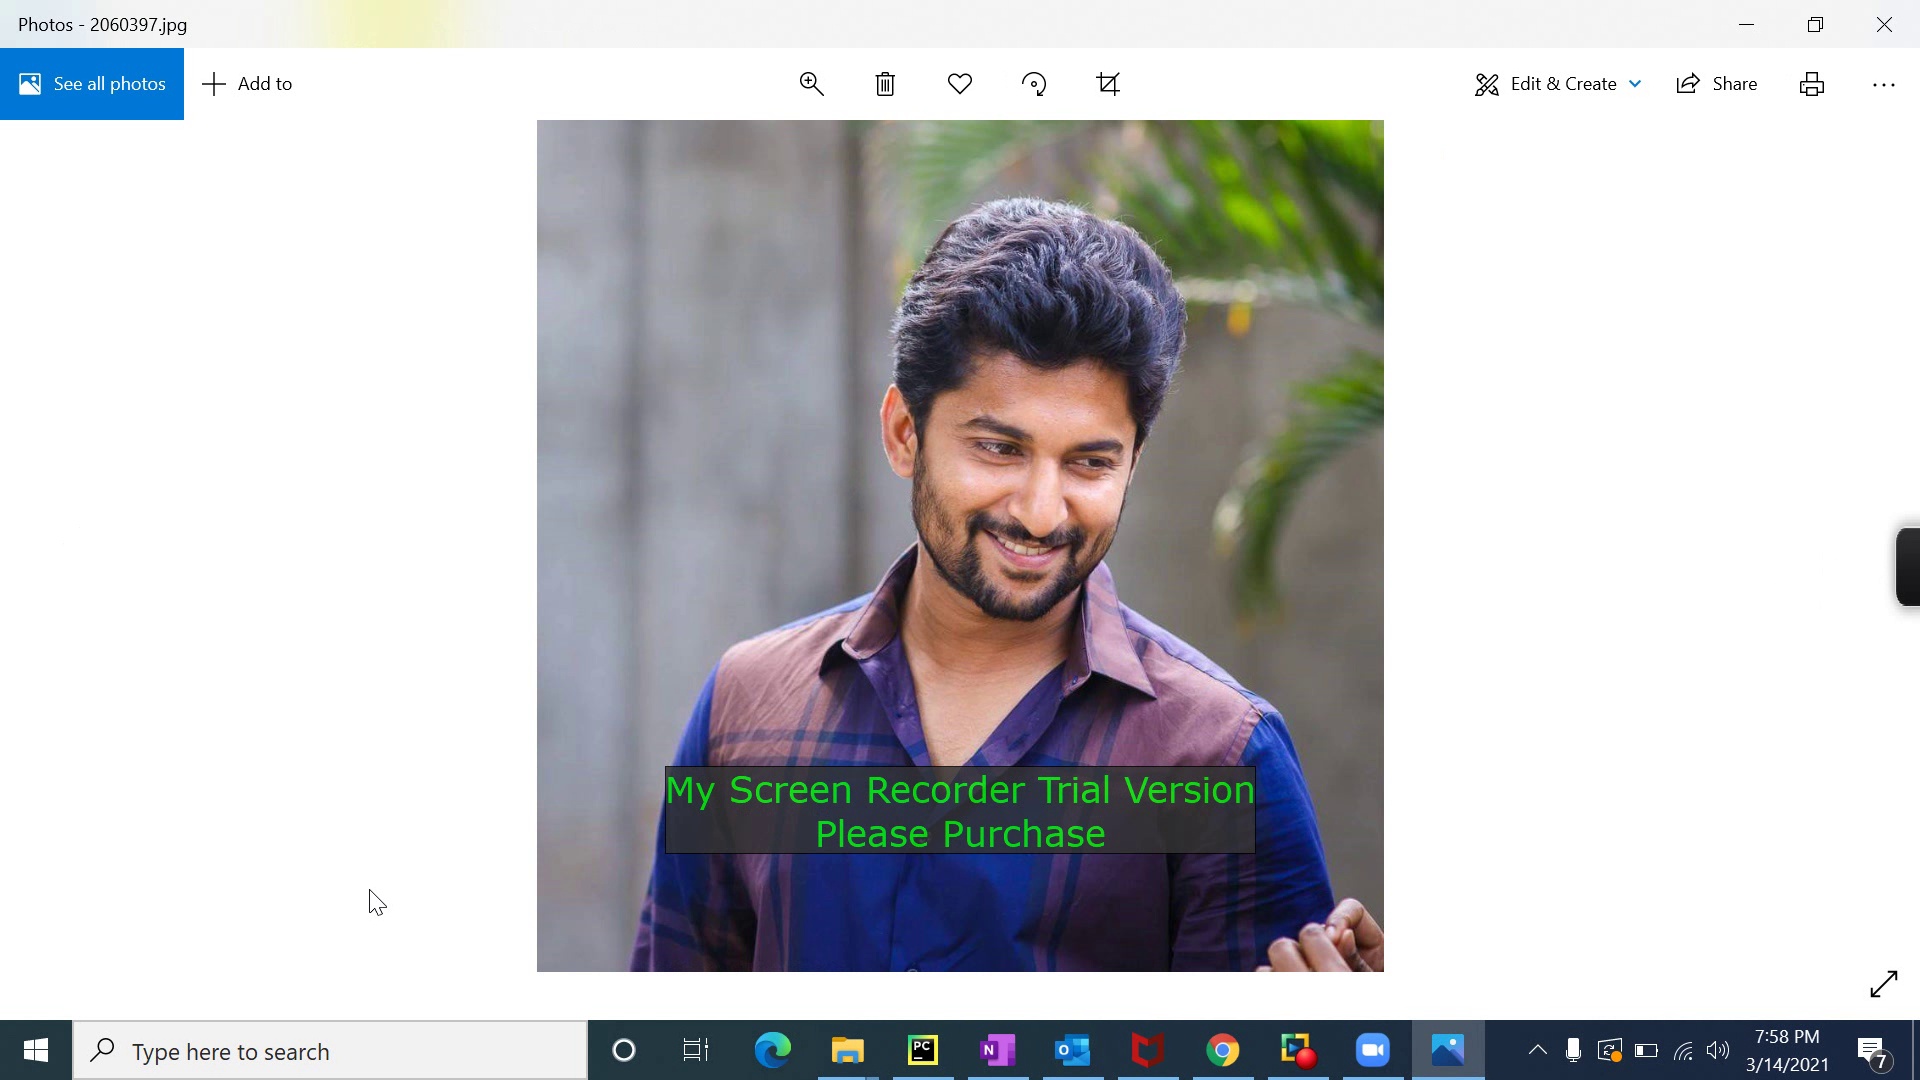 Photos - 2060397.jpg
See all photos
Add to
Edit & Create
Share
My Screen Recorder Trial Version
Please Purchase
Type here to search
PC
N
O
7:58 PM
3/14/2021
7